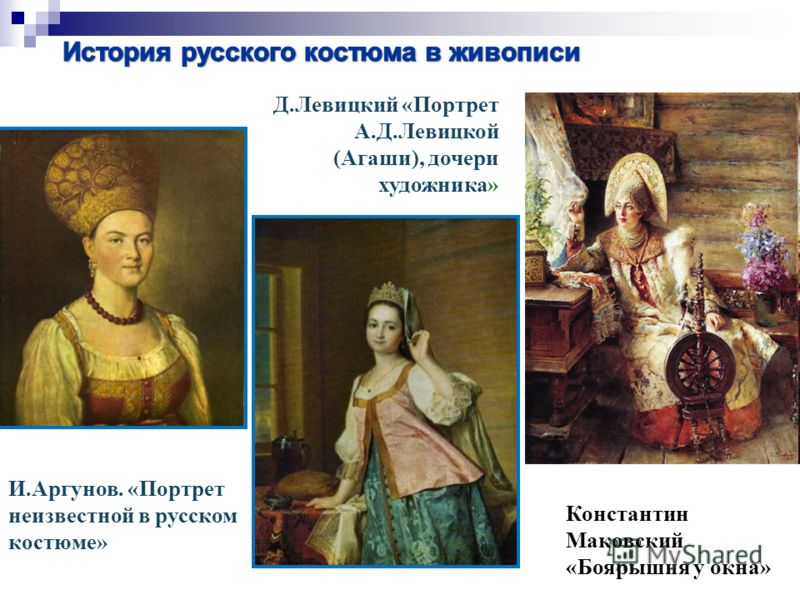 История русского костюма в живописи
Д.Левицкий «Портрет
А.Д.Левицкой
(Агаши), дочери
художника»
И.Аргунов. «Портрет
неизвестной в русском
костюме»
Константин
Маковский
«Боярышня у окна»
MyShared